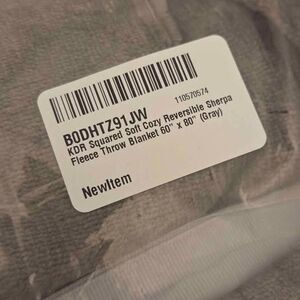 110570574
B0DHTZ91JW
KDR Squared Soft Cozy Reversible Sherpa
Fleece Throw Blanket 60" x 80" (Gray)
NewItem